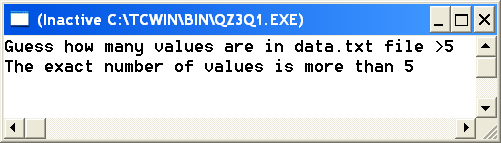 (Inactive C:\TCWIN\BIN\QZ3Q1.EXE)
Guess how many values are in data.txt file >5
The exact number of values is more than 5